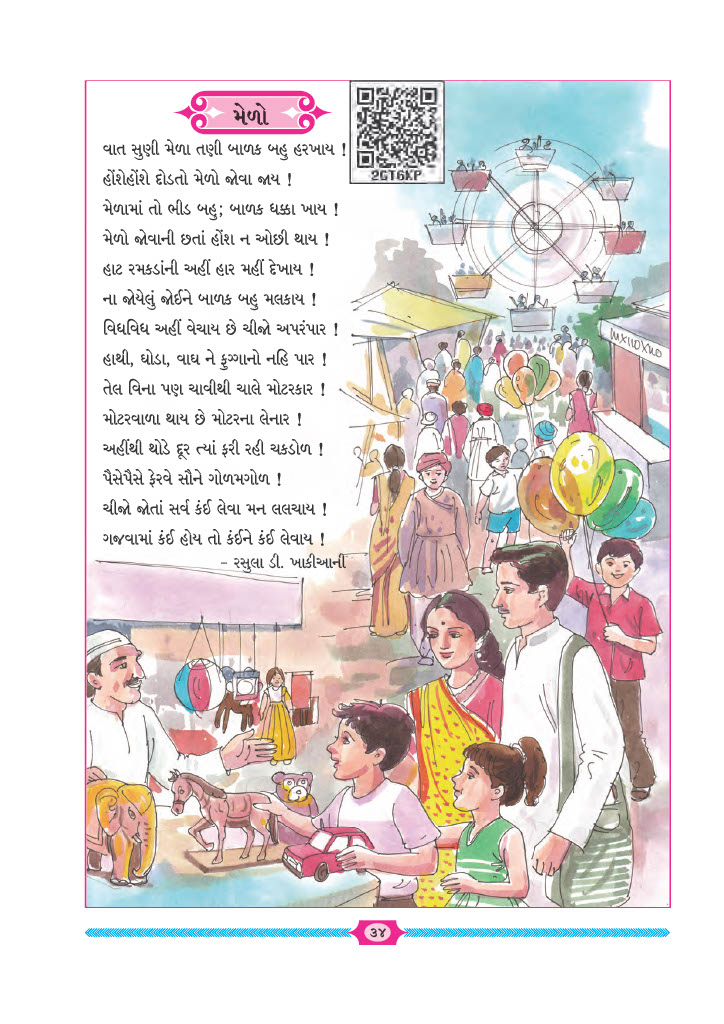 મેળો
2GT6KP
વાત સુણી મેળા તણી બાળક બહુ હરખાય !
હોંશેહોંશે દોડતો મેળો જોવા જાય !
મેળામાં તો ભીડ બહુ; બાળક ધક્કા ખાય !
મેળો જોવાની છતાં હોંશ ન ઓછી થાય !
હાટ રમકડાંની અહીં હાર મહીં દેખાય !
ના જોયેલું જોઈને બાળક બહુ મલકાય !
વિધવિધ અહીં વેચાય છે ચીજો અપરંપાર !
હાથી, ઘોડા, વાઘ ને ફુગ્ગાનો નહિ પાર !
તેલ વિના પણ ચાવીથી ચાલે મોટરકાર !
મોટરવાળા થાય છે મોટરના લેનાર !
અહીંથી થોડે દૂર ત્યાં ફરી રહી ચકડોળ !
પૈસેપૈસે ફેરવે સૌને ગોળમગોળ !
ચીજો જોતાં સર્વ કંઈ લેવા મન લલચાય !
ગજવામાં કંઈ હોય તો કંઈને કંઈ લેવાય !
– રસુલા ડી. ખાકીઆની
૩૪